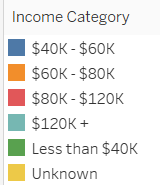 Income Category
$40K - $60K
$60K - $80K
$80K - $120K
$120K +
Less than $40K
Unknown